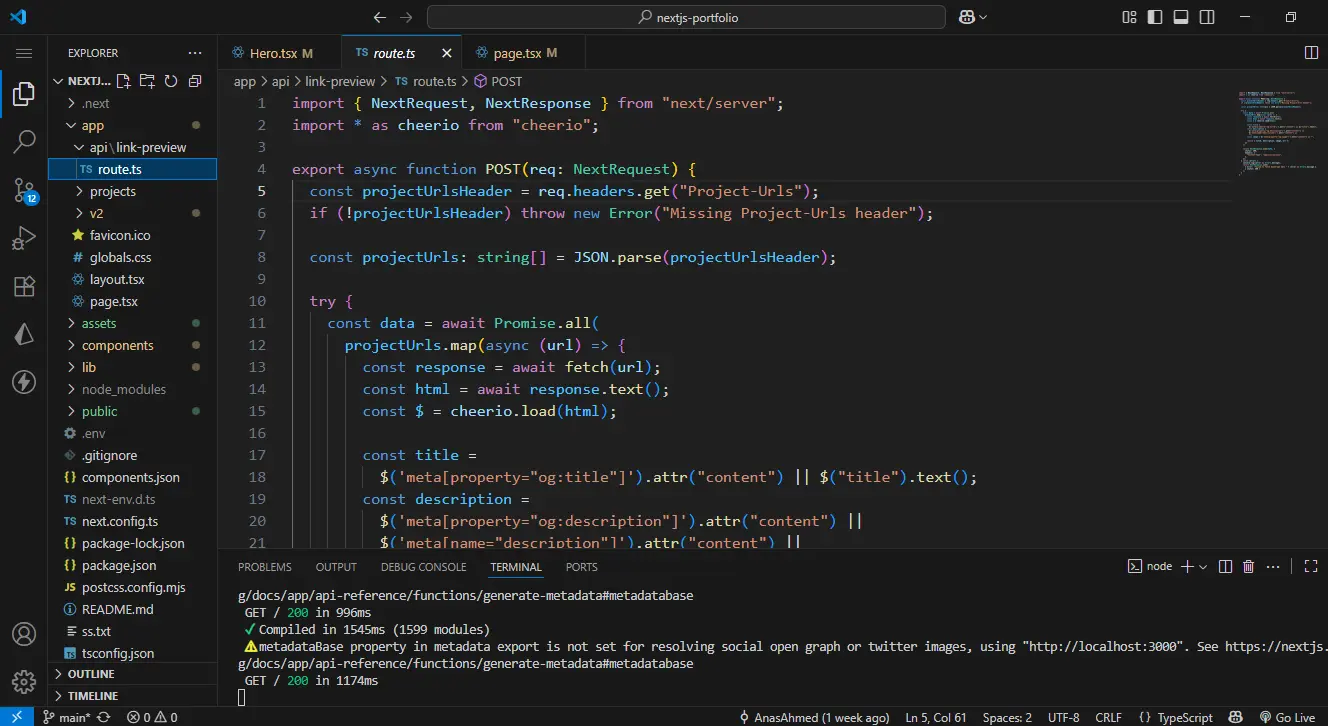 nextjs-portfolio
EXPLORER
NEXTJ...
.next
app
api\link-preview
TS route.ts
projects
v2
favicon.ico
# globals.css
layout.tsx
page.tsx
assets
components
lib
node_modules
public
.env
.gitignore
{} components.json
TS next-env.d.ts
TS next.config.ts
{} package-lock.json
{} package.json
JS postcss.config.mjs
README.md
ss.txt
TS tsconfig.json
OUTLINE
TIMELINE
12
Hero.tsx M
TS route.ts
page.tsx M
app > api > link-preview > TS route.ts > POST
1 import { NextRequest, NextResponse } from "next/server";
2 import * as cheerio from "cheerio";
3
4 export async function POST(req: NextRequest) {
5 const projectUrlsHeader = req.headers.get("Project-Urls");
6 if (!projectUrlsHeader) throw new Error("Missing Project-Urls header");
7
8 const projectUrls: string[] = JSON.parse(projectUrlsHeader);
9
10 try {
11 const data = await Promise.all(
12 projectUrls.map(async (url) => {
13 const response = await fetch(url);
14 const html = await response.text();
15 const $ = cheerio.load(html);
16
17 const title =
18 $('meta[property="og:title"]').attr("content") || $("title").text();
19 const description =
20 $('meta[property="og:description"]').attr("content") ||
21 $('meta[name="description"]').attr("content") ||
PROBLEMS OUTPUT DEBUG CONSOLE TERMINAL PORTS
node
g/docs/app/api-reference/functions/generate-metadata#metadatabase
GET / 200 in 996ms
✓ Compiled in 1545ms (1599 modules)
⚠ metadataBase property in metadata export is not set for resolving social open graph or twitter images, using "http://localhost:3000". See https://nextjs.
g/docs/app/api-reference/functions/generate-metadata#metadatabase
GET / 200 in 1174ms
main* 0 0 AnasAhmed (1 week ago) Ln 5, Col 61 Spaces: 2 UTF-8 CRLF {} TypeScript Go Live